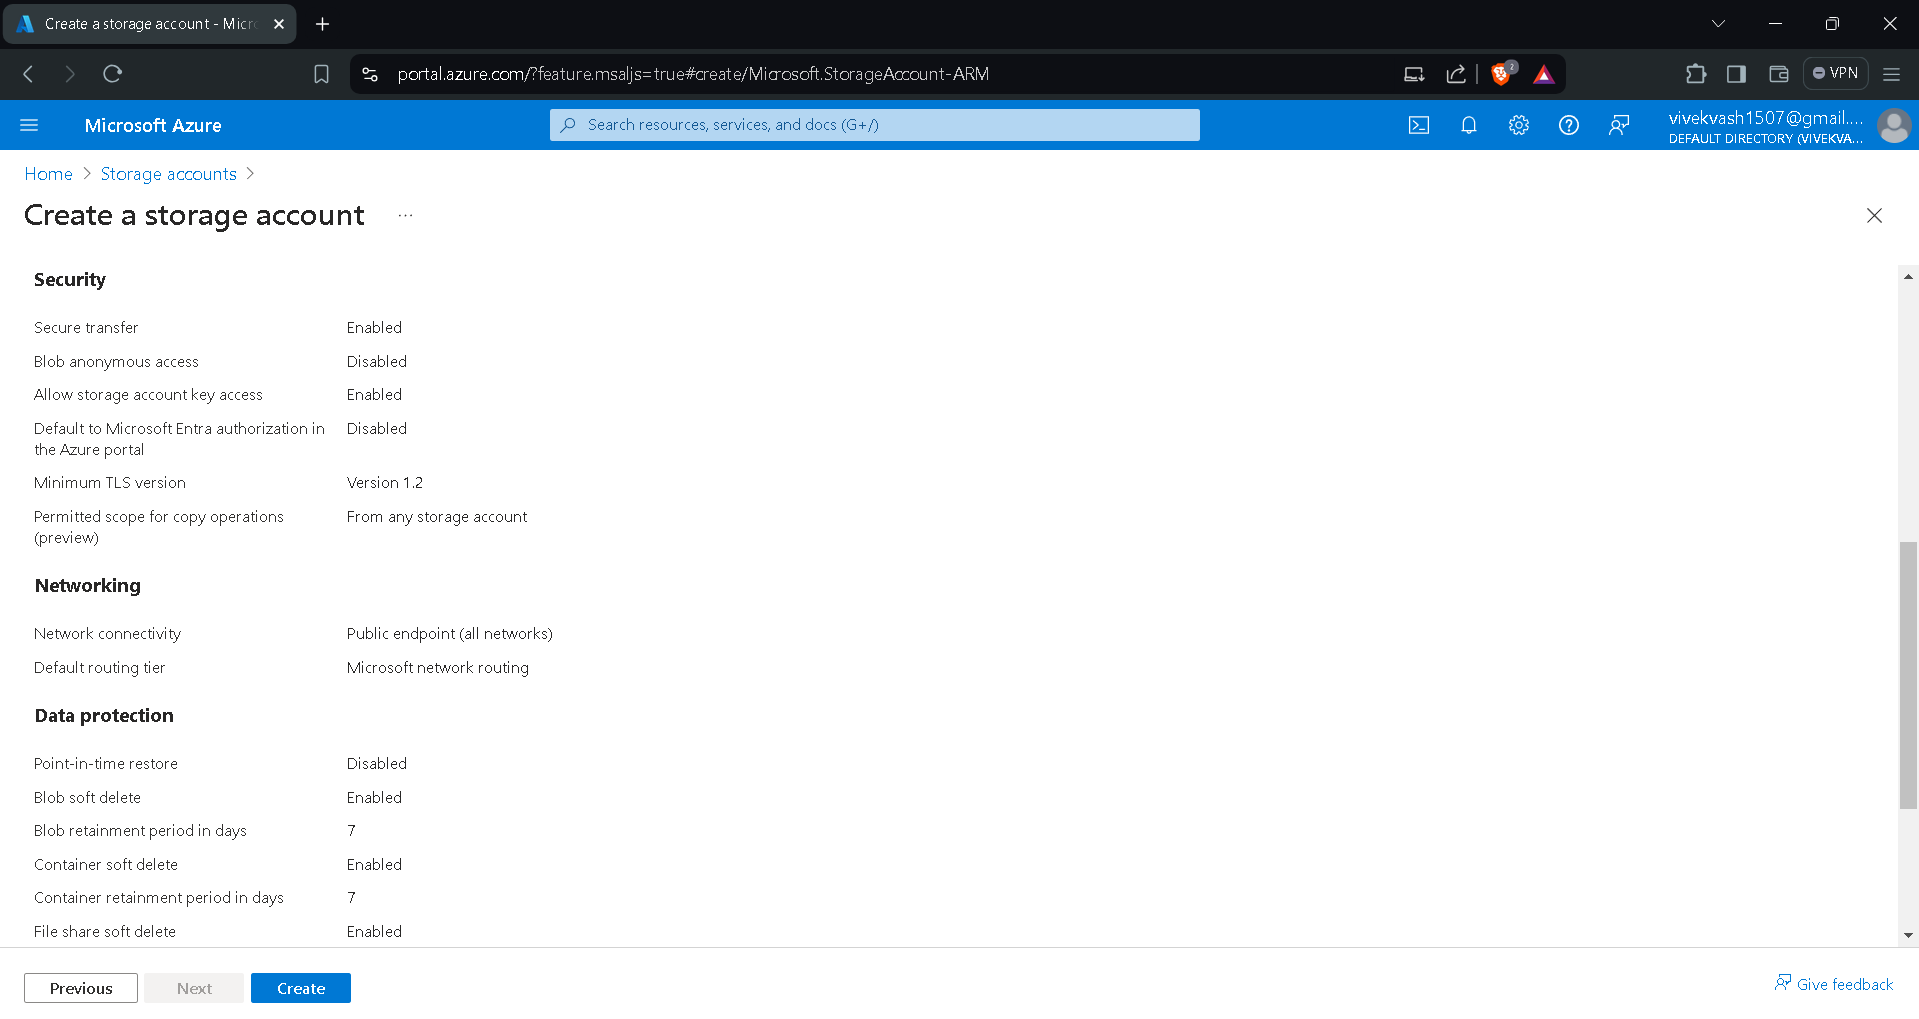 Create a storage account - Micr
portal.azure.com/?feature.msaljs=true#create/Microsoft.StorageAccount-ARM
2
VPN
Microsoft Azure
Search resources, services, and docs (G+/)
vivekvash1507@gmail....
DEFAULT DIRECTORY (VIVEKVA...
Home > Storage accounts >
Create a storage account ...
Security
Secure transfer Enabled
Blob anonymous access Disabled
Allow storage account key access Enabled
Default to Microsoft Entra authorization in Disabled
the Azure portal
Minimum TLS version Version 1.2
Permitted scope for copy operations From any storage account
(preview)
Networking
Network connectivity Public endpoint (all networks)
Default routing tier Microsoft network routing
Data protection
Point-in-time restore Disabled
Blob soft delete Enabled
Blob retainment period in days 7
Container soft delete Enabled
Container retainment period in days 7
File share soft delete Enabled
Previous Next Create
Give feedback